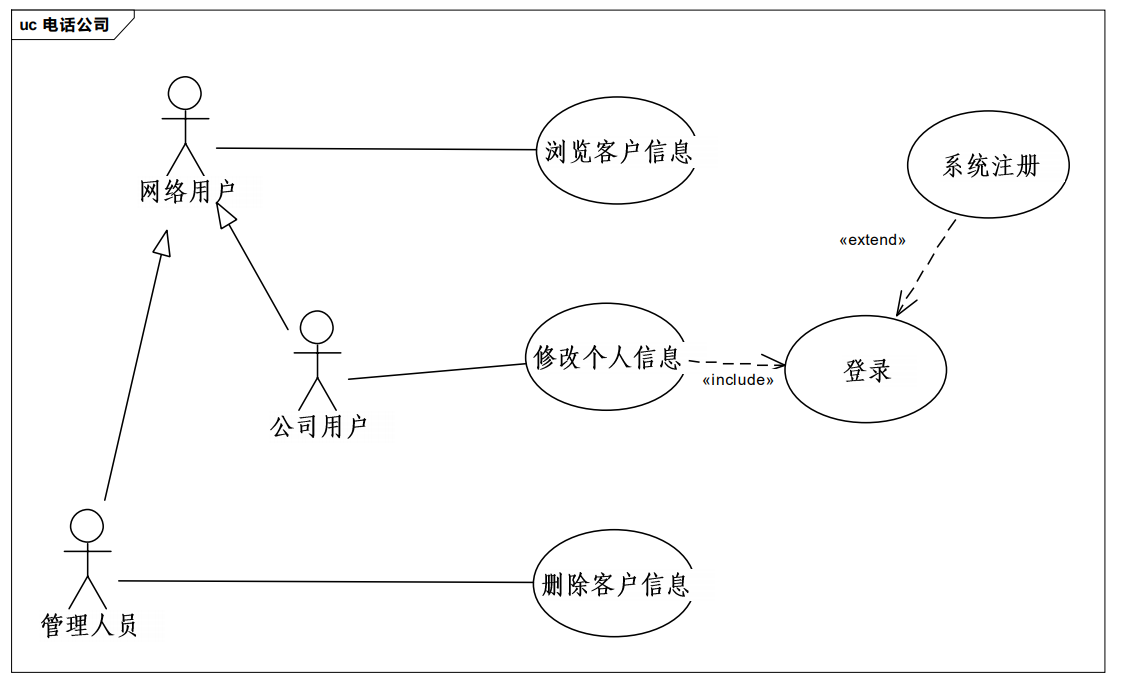 uc 电话公司
网络用户
浏览客户信息
系统注册
«extend»
公司用户
修改个人信息
«include»
登录
管理人员
删除客户信息